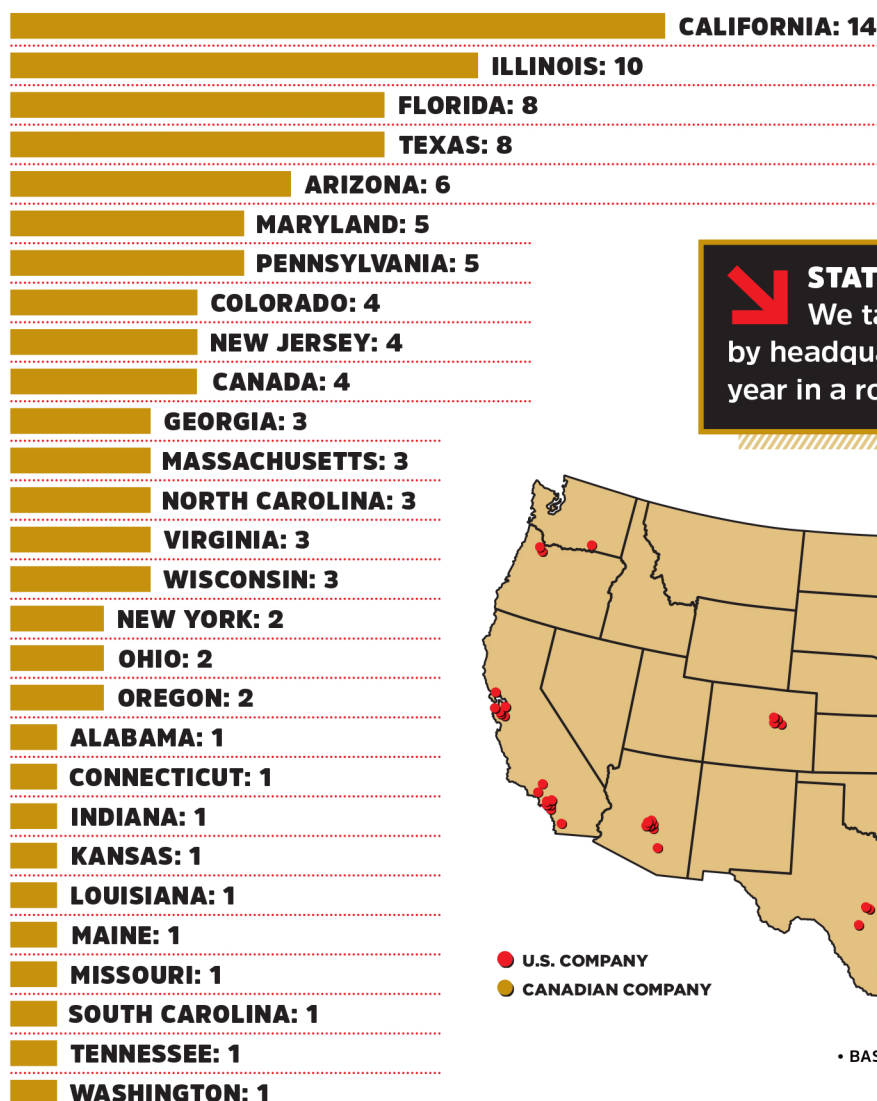 CALIFORNIA: 14
ILLINOIS: 10
FLORIDA: 8
TEXAS: 8
ARIZONA: 6
MARYLAND: 5
PENNSYLVANIA: 5
COLORADO: 4
NEW JERSEY: 4
CANADA: 4
GEORGIA: 3
MASSACHUSETTS: 3
NORTH CAROLINA: 3
VIRGINIA: 3
WISCONSIN: 3
NEW YORK: 2
OHIO: 2
OREGON: 2
ALABAMA: 1
CONNECTICUT: 1
INDIANA: 1
KANSAS: 1
LOUISIANA: 1
MAINE: 1
MISSOURI: 1
SOUTH CAROLINA: 1
TENNESSEE: 1
WASHINGTON: 1
We
by
year in a
U.S. COMPANY
CANADIAN COMPANY